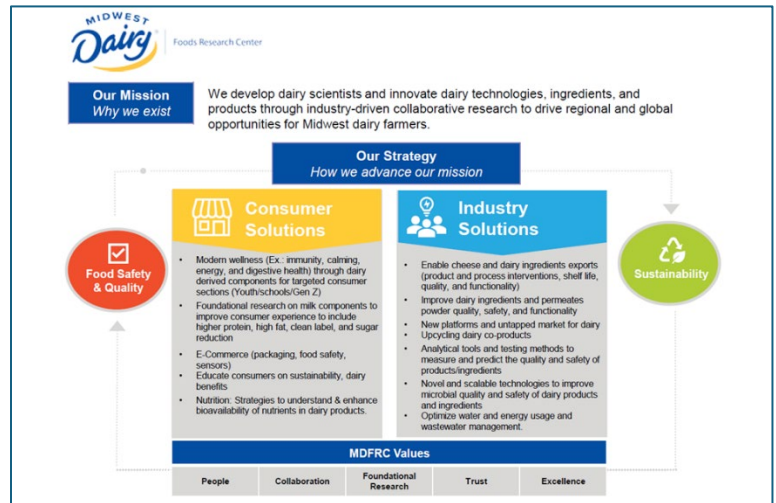 MIDWEST
Dairy
Foods Research Center
Our Mission
Why we exist
We develop dairy scientists and innovate dairy technologies, ingredients, and
products through industry-driven collaborative research to drive regional and global
opportunities for Midwest dairy farmers.
Our Strategy
How we advance our mission
Food Safety
& Quality
Consumer
Solutions
• Modern wellness (Ex.: immunity, calming,
energy, and digestive health) through dairy
derived components for targeted consumer
sections (Youth/schools/Gen Z)
• Foundational research on milk components to
improve consumer experience to include
higher protein, high fat, clean label, and sugar
reduction
• E-Commerce (packaging, food safety,
sensors)
• Educate consumers on sustainability, dairy
benefits
• Nutrition: Strategies to understand & enhance
bioavailability of nutrients in dairy products.
Industry
Solutions
• Enable cheese and dairy ingredients exports
(product and process interventions, shelf life,
quality, and functionality)
• Improve dairy ingredients and permeates
powder quality, safety, and functionality
• New platforms and untapped market for dairy
• Upcycling dairy co-products
• Analytical tools and testing methods to
measure and predict the quality and safety of
products/ingredients
• Novel and scalable technologies to improve
microbial quality and safety of dairy products
and ingredients
• Optimize water and energy usage and
wastewater management.
Sustainability
MDFRC Values
People
Collaboration
Foundational
Research
Trust
Excellence